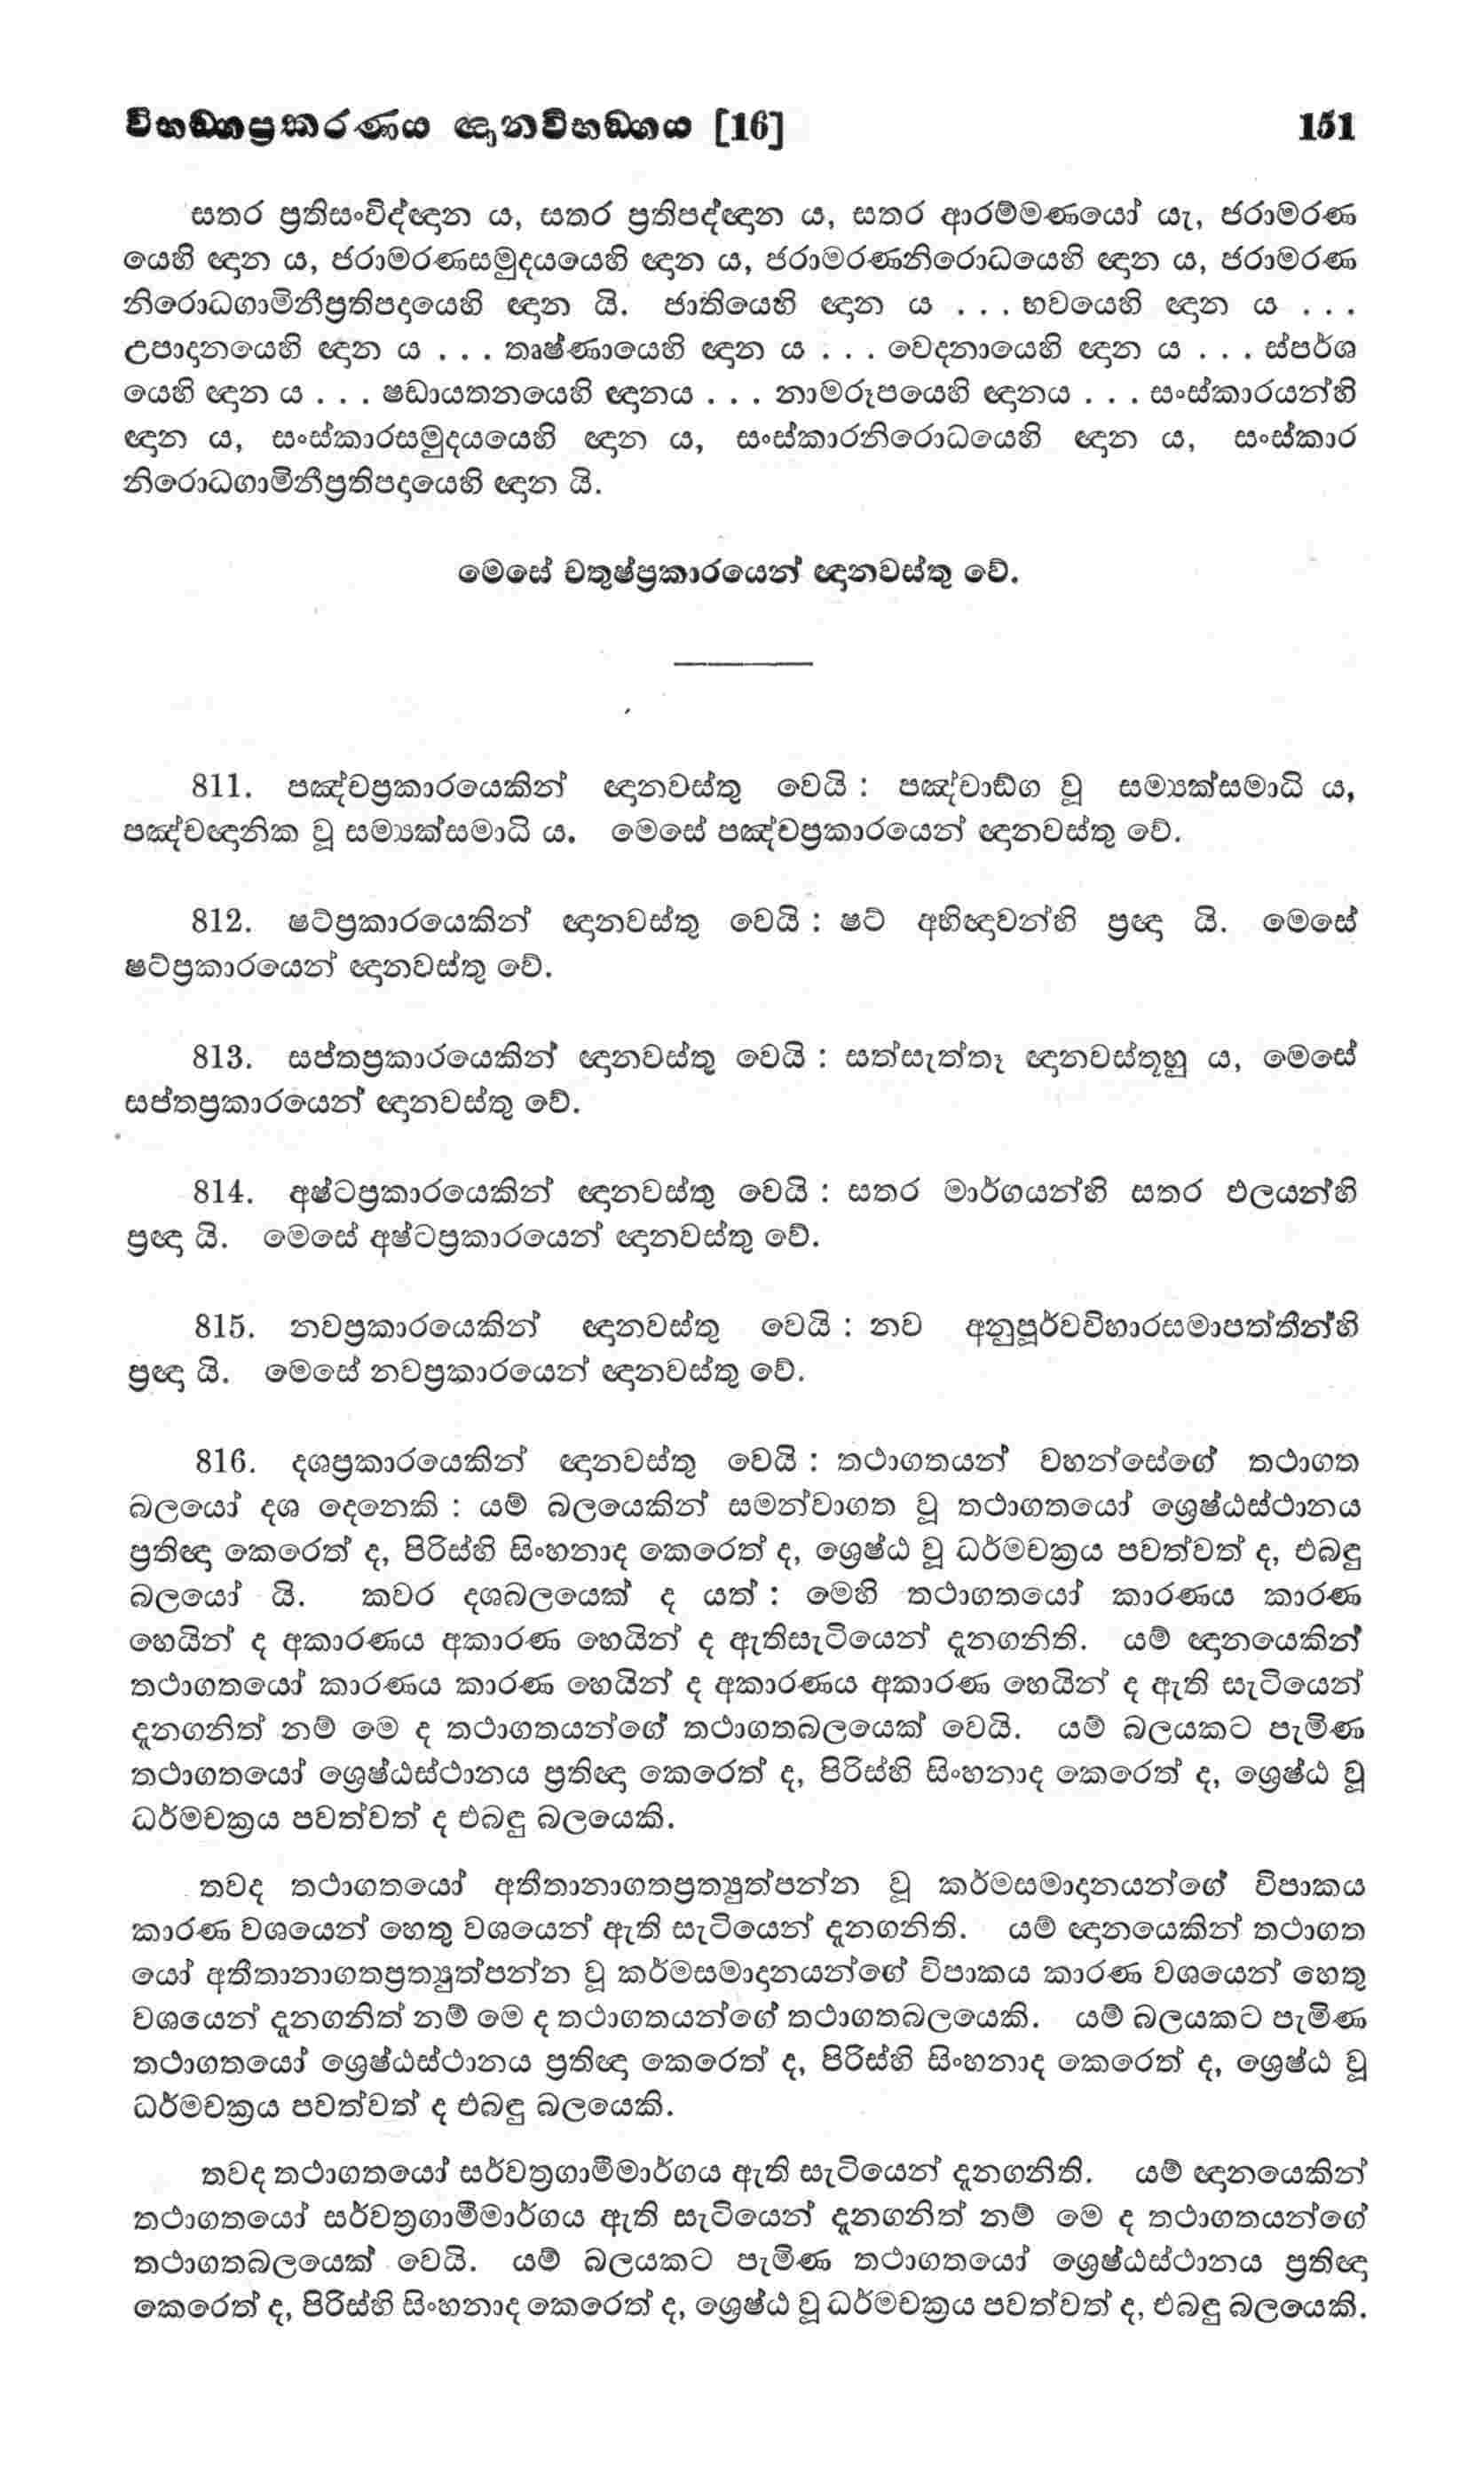 විභඞ්ගප්‍රකරණය ඥානවිභඞ්ගය [16] 151
සතර ප්‍රතිසංවිද්ඥාන ය, සතර ප්‍රතිපද්ඥාන ය, සතර ආරම්මණයෝ යැ, ජරාමරණ
යෙහි ඥාන ය, ජරාමරණසමුදයයෙහි ඥාන ය, ජරාමරණනිරොධයෙහි ඥාන ය, ජරාමරණ
නිරොධගාමිනීප්‍රතිපදායෙහි ඥාන යි. ජාතියෙහි ඥාන ය . . . භවයෙහි ඥාන ය . . .
උපාදානයෙහි ඥාන ය . . . තෘෂ්ණායෙහි ඥාන ය . . . වෙදනායෙහි ඥාන ය . . . ස්පර්ශ
යෙහි ඥාන ය . . . ෂඩායතනයෙහි ඥානය . . . නාමරූපයෙහි ඥානය . . . සංස්කාරයන්හි
ඥාන ය, සංස්කාරසමුදයයෙහි ඥාන ය, සංස්කාරනිරොධයෙහි ඥාන ය, සංස්කාර
නිරොධගාමිනීප්‍රතිපදායෙහි ඥාන යි.
මෙසේ චතුෂ්ප්‍රකාරයෙන් ඥානවස්තු වේ.
811. පඤ්චප්‍රකාරයෙකින් ඥානවස්තු වෙයි : පඤ්චාඞ්ග වූ සම්‍යක්සමාධි ය,
පඤ්චඥානික වූ සම්‍යක්සමාධි ය. මෙසේ පඤ්චප්‍රකාරයෙන් ඥානවස්තු වේ.
812. ෂට්ප්‍රකාරයෙකින් ඥානවස්තු වෙයි : ෂට් අභිඥාවන්හි ප්‍රඥා යි. මෙසේ
ෂට්ප්‍රකාරයෙන් ඥානවස්තු වේ.
813. සප්තප්‍රකාරයෙකින් ඥානවස්තු වෙයි : සත්සැත්තෑ ඥානවස්තූහු ය, මෙසේ
සප්තප්‍රකාරයෙන් ඥානවස්තු වේ.
814. අෂ්ටප්‍රකාරයෙකින් ඥානවස්තු වෙයි : සතර මාර්ගයන්හි සතර ඵලයන්හි
ප්‍රඥා යි. මෙසේ අෂ්ටප්‍රකාරයෙන් ඥානවස්තු වේ.
815. නවප්‍රකාරයෙකින් ඥානවස්තු වෙයි : නව අනුපූර්වවිහාරසමාපත්තීන්හි
ප්‍රඥා යි. මෙසේ නවප්‍රකාරයෙන් ඥානවස්තු වේ.
816. දශප්‍රකාරයෙකින් ඥානවස්තු වෙයි : තථාගතයන් වහන්සේගේ තථාගත
බලයෝ දශ දෙනෙකි : යම් බලයෙකින් සමන්වාගත වූ තථාගතයෝ ශ්‍රෙෂ්ඨස්ථානය
ප්‍රතිඥා කෙරෙත් ද, පිරිස්හි සිංහනාද කෙරෙත් ද, ශ්‍රෙෂ්ඨ වූ ධර්මචක්‍රය පවත්වත් ද, එබඳු
බලයෝ යි. කවර දශබලයෙක් ද යත් : මෙහි තථාගතයෝ කාරණය කාරණ
හෙයින් ද අකාරණය අකාරණ හෙයින් ද ඇතිසැටියෙන් දැනගනිති. යම් ඥානයෙකින්
තථාගතයෝ කාරණය කාරණ හෙයින් ද අකාරණය අකාරණ හෙයින් ද ඇති සැටියෙන්
දැනගනිත් නම් මෙ ද තථාගතයන්ගේ තථාගතබලයෙක් වෙයි. යම් බලයකට පැමිණ
තථාගතයෝ ශ්‍රෙෂ්ඨස්ථානය ප්‍රතිඥා කෙරෙත් ද, පිරිස්හි සිංහනාද කෙරෙත් ද, ශ්‍රෙෂ්ඨ වූ
ධර්මචක්‍රය පවත්වත් ද එබඳු බලයෙකි.
තවද තථාගතයෝ අතීතානාගතප්‍රත්‍යුත්පන්න වූ කර්මසමාදානයන්ගේ විපාකය
කාරණ වශයෙන් හෙතු වශයෙන් ඇති සැටියෙන් දැනගනිති. යම් ඥානයෙකින් තථාගත
යෝ අතීතානාගතප්‍රත්‍යුත්පන්න වූ කර්මසමාදානයන්ගේ විපාකය කාරණ වශයෙන් හෙතු
වශයෙන් දැනගනිත් නම් මෙ ද තථාගතයන්ගේ තථාගතබලයෙකි. යම් බලයකට පැමිණ
තථාගතයෝ ශ්‍රෙෂ්ඨස්ථානය ප්‍රතිඥා කෙරෙත් ද, පිරිස්හි සිංහනාද කෙරෙත් ද, ශ්‍රෙෂ්ඨ වූ
ධර්මචක්‍රය පවත්වත් ද එබඳු බලයෙකි.
තවද තථාගතයෝ සර්වත්‍රගාමීමාර්ගය ඇති සැටියෙන් දැනගනිති. යම් ඥානයෙකින්
තථාගතයෝ සර්වත්‍රගාමීමාර්ගය ඇති සැටියෙන් දැනගනිත් නම් මෙ ද තථාගතයන්ගේ
තථාගතබලයෙක් වෙයි. යම් බලයකට පැමිණ තථාගතයෝ ශ්‍රෙෂ්ඨස්ථානය ප්‍රතිඥා
කෙරෙත් ද, පිරිස්හි සිංහනාද කෙරෙත් ද, ශ්‍රෙෂ්ඨ වූ ධර්මචක්‍රය පවත්වත් ද, එබඳු බලයෙකි.